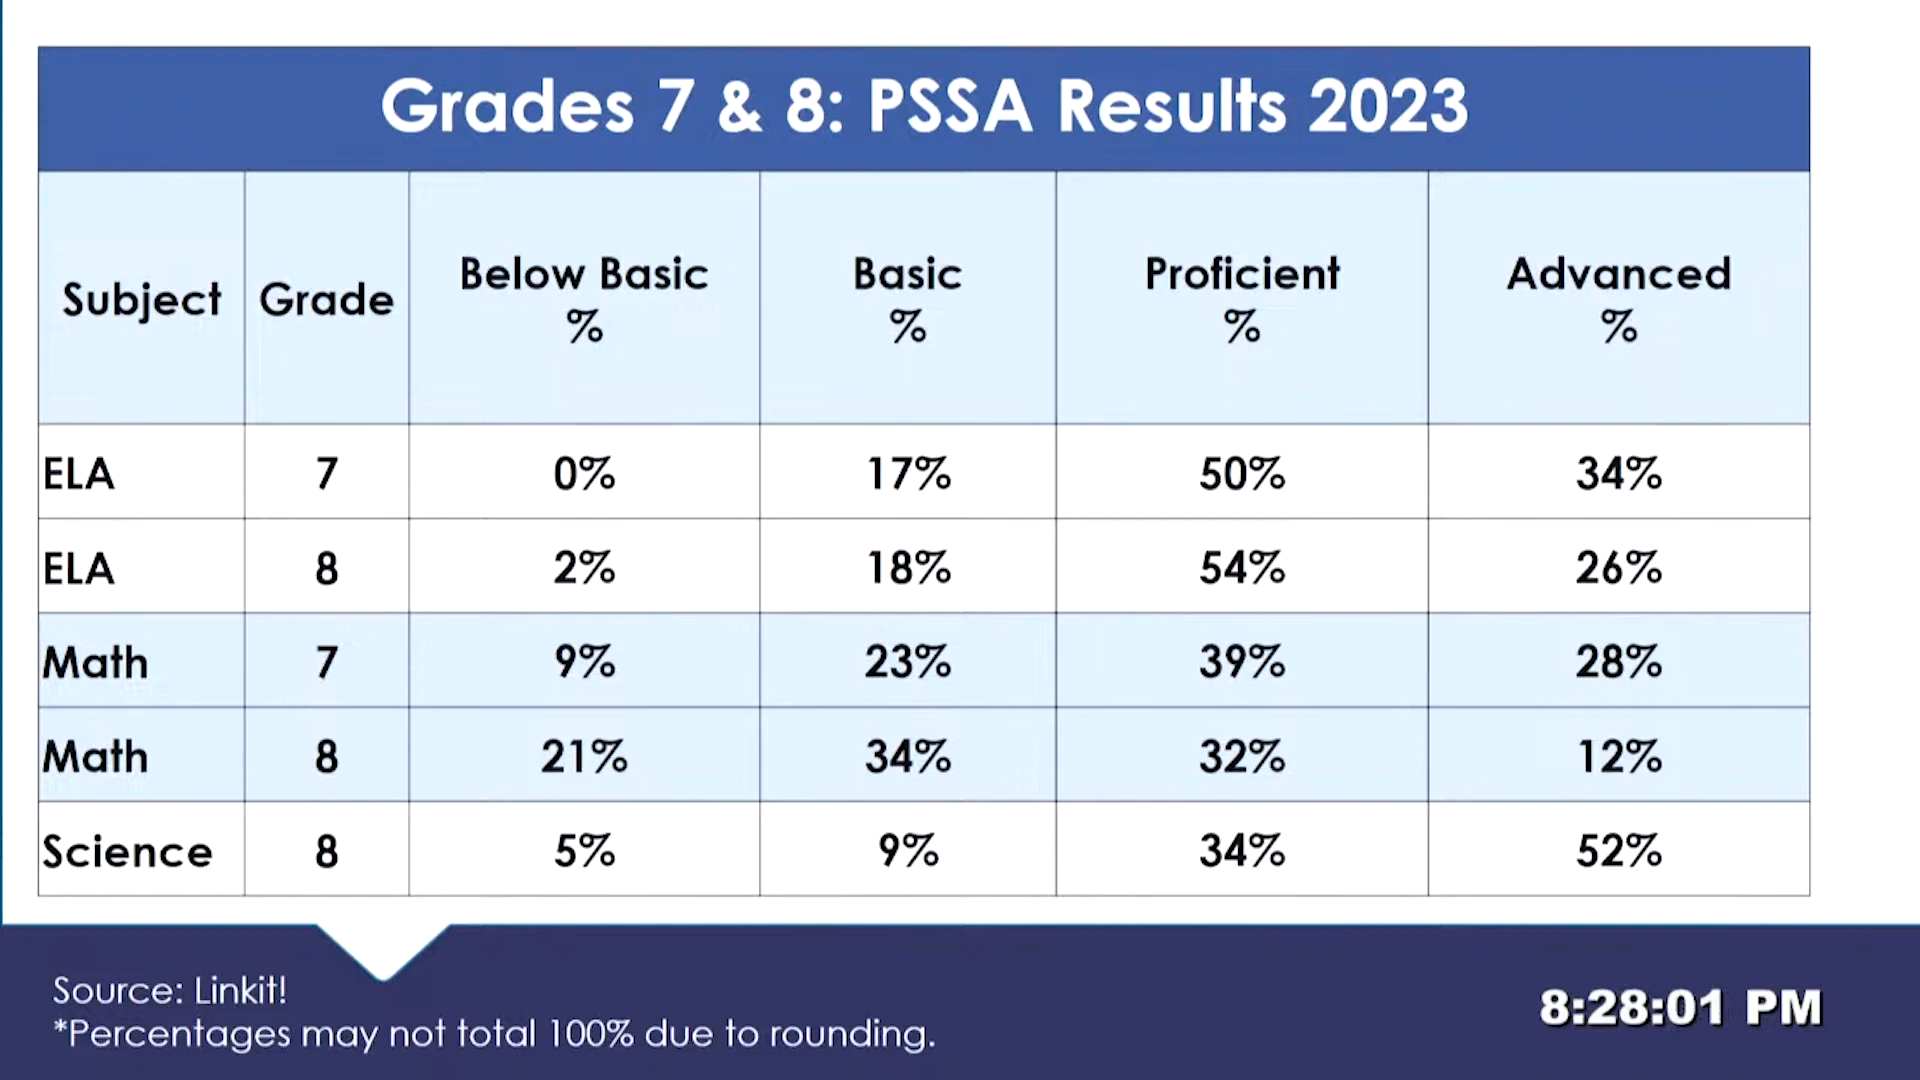 Grades 7 & 8: PSSA Results 2023
Subject Grade Below Basic % Basic % Proficient % Advanced %
ELA 7 0% 17% 50% 34%
ELA 8 2% 18% 54% 26%
Math 7 9% 23% 39% 28%
Math 8 21% 34% 32% 12%
Science 8 5% 9% 34% 52%
Source: Linkit!
*Percentages may not total 100% due to rounding.
8:28:01 PM